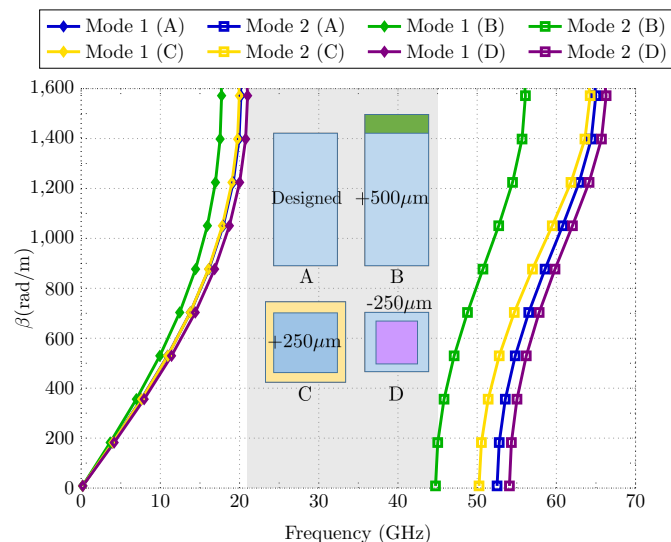 Mode 1 (A) Mode 2 (A) Mode 1 (B) Mode 2 (B)
Mode 1 (C) Mode 2 (C) Mode 1 (D) Mode 2 (D)
1,600
1,400
1,200
1,000
800
600
400
200
0
β(rad/m)
Designed
+500μm
A
B
-250μm
+250μm
C
D
0 10 20 30 40 50 60 70
Frequency (GHz)